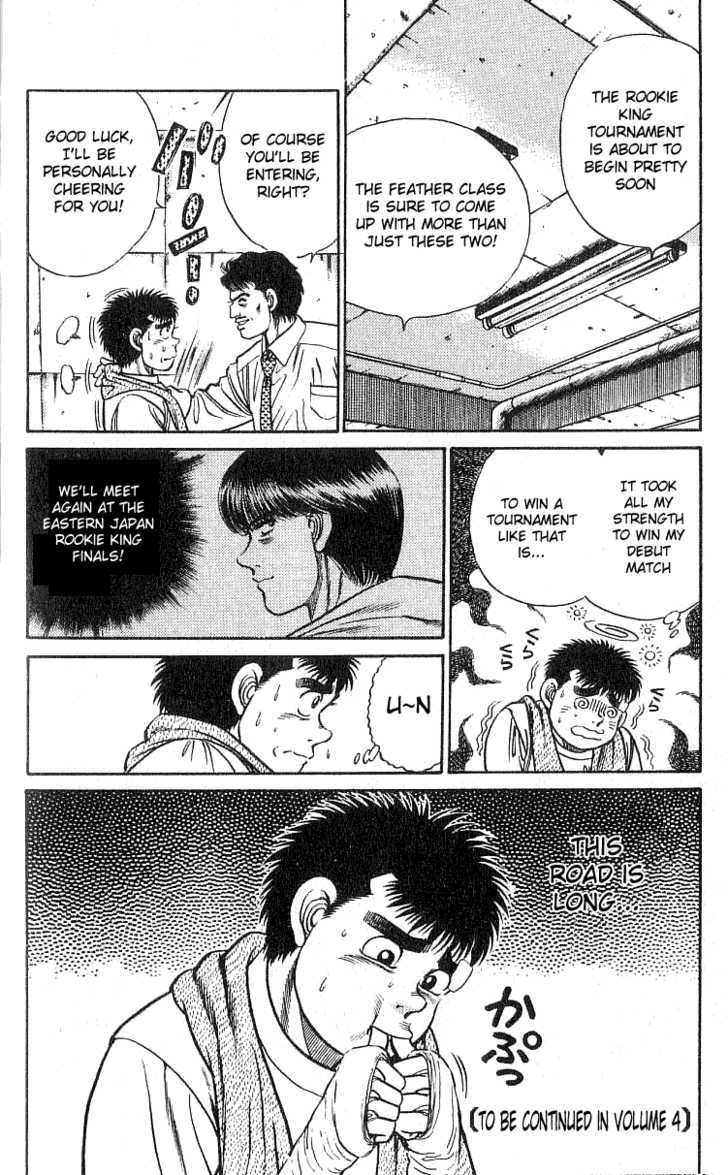 THE ROOKIE
KING
TOURNAMENT
IS ABOUT TO
BEGIN PRETTY
SOON
THE FEATHER CLASS
IS SURE TO COME
UP WITH MORE THAN
JUST THESE TWO!
OF COURSE
YOU'LL BE
ENTERING,
RIGHT?
GOOD LUCK,
I'LL BE
PERSONALLY
CHEERING
FOR YOU!
IT TOOK
ALL MY
STRENGTH
TO WIN MY
DEBUT
MATCH
TO WIN A
TOURNAMENT
LIKE THAT
IS...
WE'LL MEET
AGAIN AT THE
EASTERN JAPAN
ROOKIE KING
FINALS!
U~N
THIS
ROAD IS
LONG...
かぷっ
(TO BE CONTINUED IN VOLUME 4)